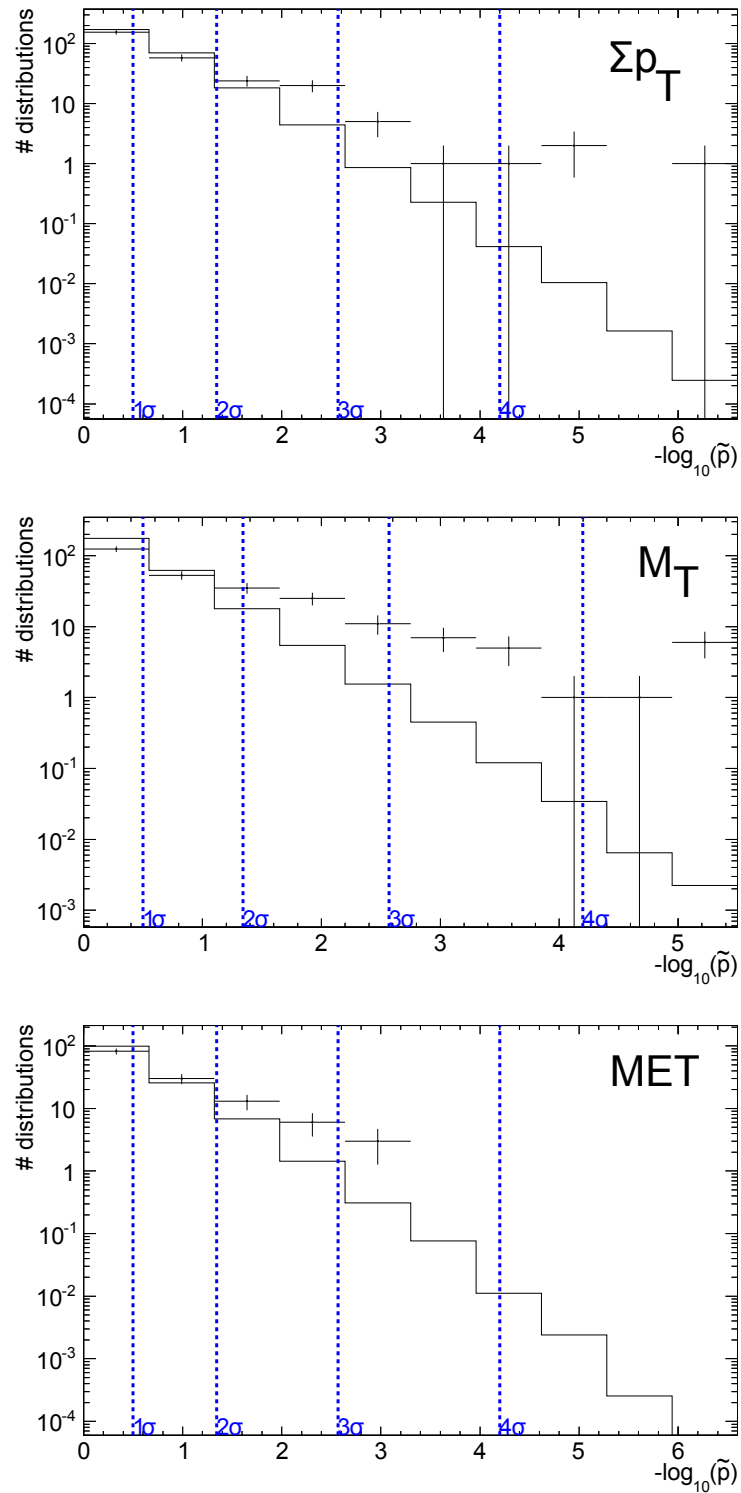 Σp_T
# distributions
10²
10
1
10⁻¹
10⁻²
10⁻³
10⁻⁴
1σ 2σ 3σ 4σ
0 1 2 3 4 5 6
-log₁₀(p̃)
M_T
# distributions
10²
10
1
10⁻¹
10⁻²
10⁻³
1σ 2σ 3σ 4σ
0 1 2 3 4 5
-log₁₀(p̃)
MET
# distributions
10²
10
1
10⁻¹
10⁻²
10⁻³
10⁻⁴
1σ 2σ 3σ 4σ
0 1 2 3 4 5 6
-log₁₀(p̃)